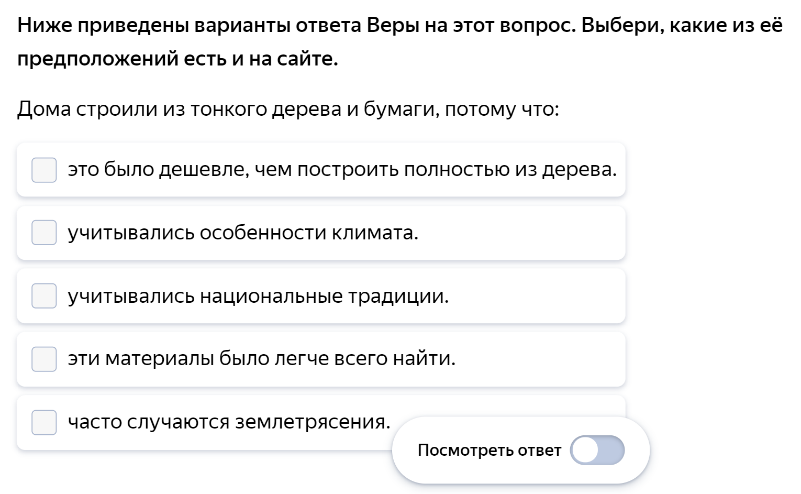 Ниже приведены варианты ответа Веры на этот вопрос. Выбери, какие из её
предположений есть и на сайте.
Дома строили из тонкого дерева и бумаги, потому что:
это было дешевле, чем построить полностью из дерева.
учитывались особенности климата.
учитывались национальные традиции.
эти материалы было легче всего найти.
часто случаются землетрясения.
Посмотреть ответ